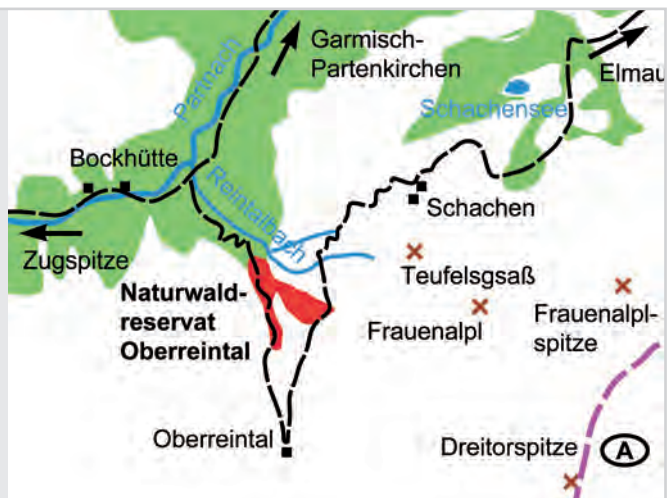 Garmisch-
Partenkirchen
Elmau
Partnach
Schachensee
Bockhütte
Reintalbach
Schachen
Zugspitze
Teufelsgsaß
Naturwald-
reservat
Oberreintal
Frauenalpl
Frauenalpl-
spitze
Oberreintal
Dreitorspitze
A